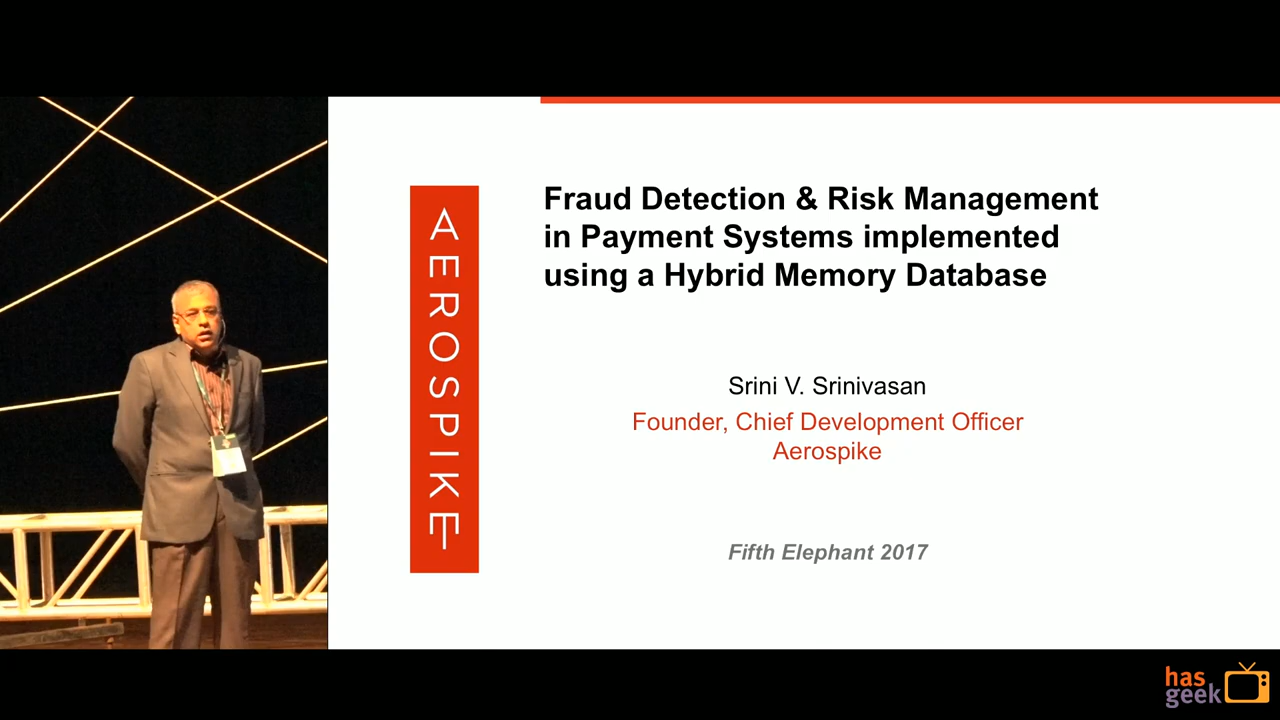 AEROSPIKE
Fraud Detection & Risk Management
in Payment Systems implemented
using a Hybrid Memory Database
Srini V. Srinivasan
Founder, Chief Development Officer
Aerospike
Fifth Elephant 2017
has
geek